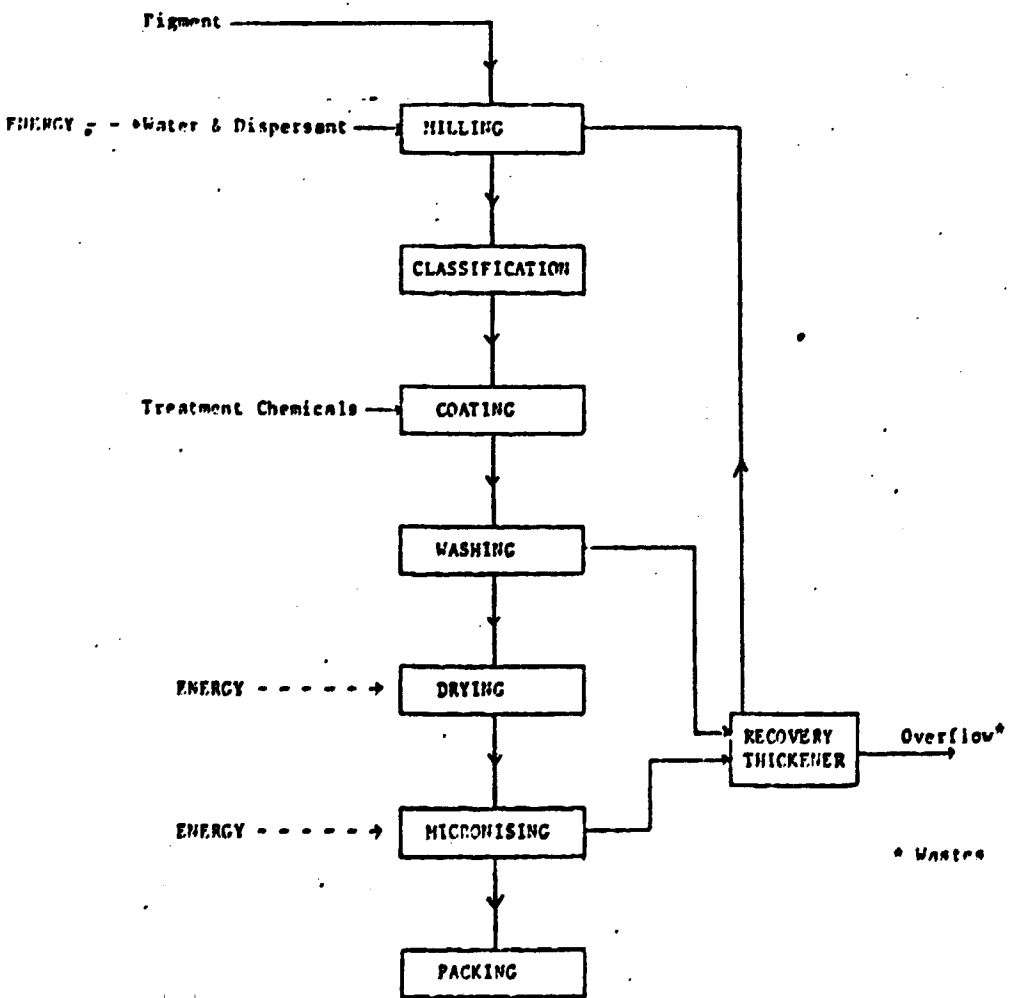 Pigment
ENERGY - - →Water & Dispersant
MILLING
CLASSIFICATION
Treatment Chemicals
COATING
WASHING
ENERGY
DRYING
RECOVERY
THICKENER
Overflow*
ENERGY
MICRONISING
* Wastes
PACKING